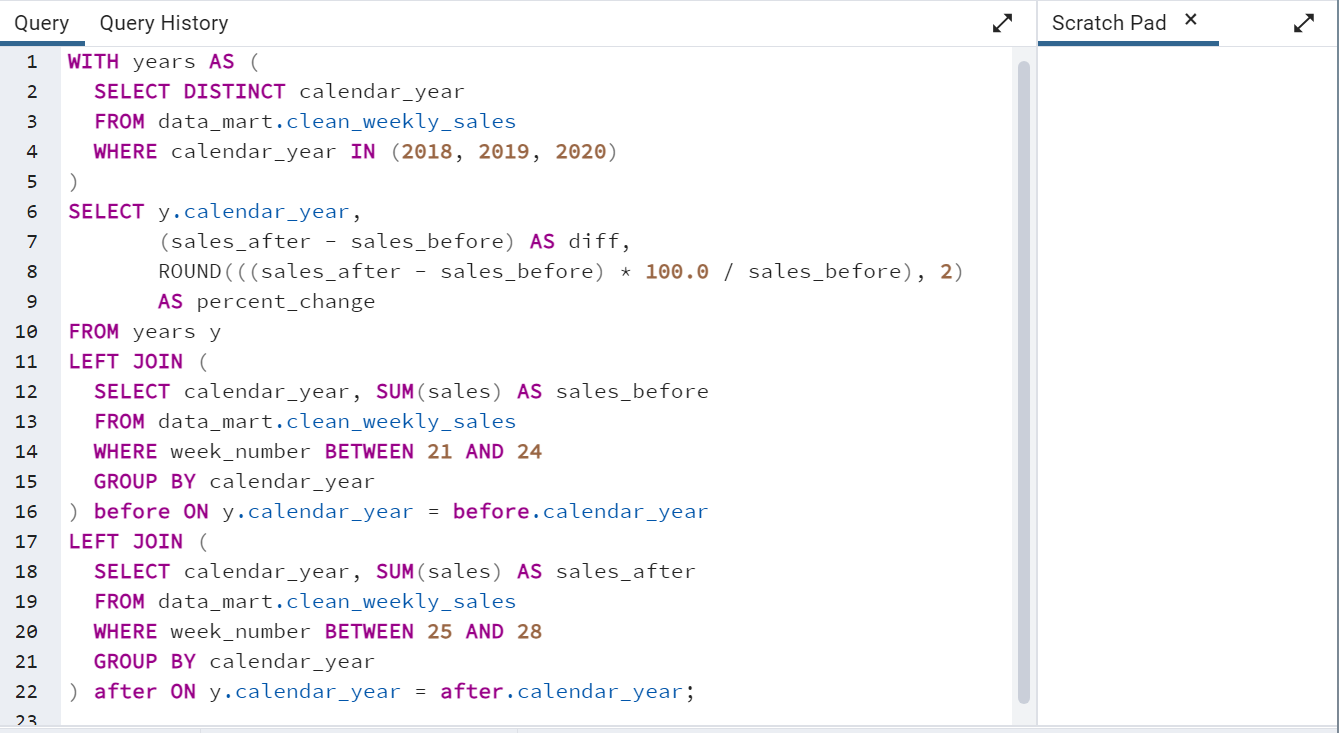 Query Query History Scratch Pad ×
1 WITH years AS (
2 SELECT DISTINCT calendar_year
3 FROM data_mart.clean_weekly_sales
4 WHERE calendar_year IN (2018, 2019, 2020)
5 )
6 SELECT y.calendar_year,
7 (sales_after - sales_before) AS diff,
8 ROUND(((sales_after - sales_before) * 100.0 / sales_before), 2)
9 AS percent_change
10 FROM years y
11 LEFT JOIN (
12 SELECT calendar_year, SUM(sales) AS sales_before
13 FROM data_mart.clean_weekly_sales
14 WHERE week_number BETWEEN 21 AND 24
15 GROUP BY calendar_year
16 ) before ON y.calendar_year = before.calendar_year
17 LEFT JOIN (
18 SELECT calendar_year, SUM(sales) AS sales_after
19 FROM data_mart.clean_weekly_sales
20 WHERE week_number BETWEEN 25 AND 28
21 GROUP BY calendar_year
22 ) after ON y.calendar_year = after.calendar_year;
23